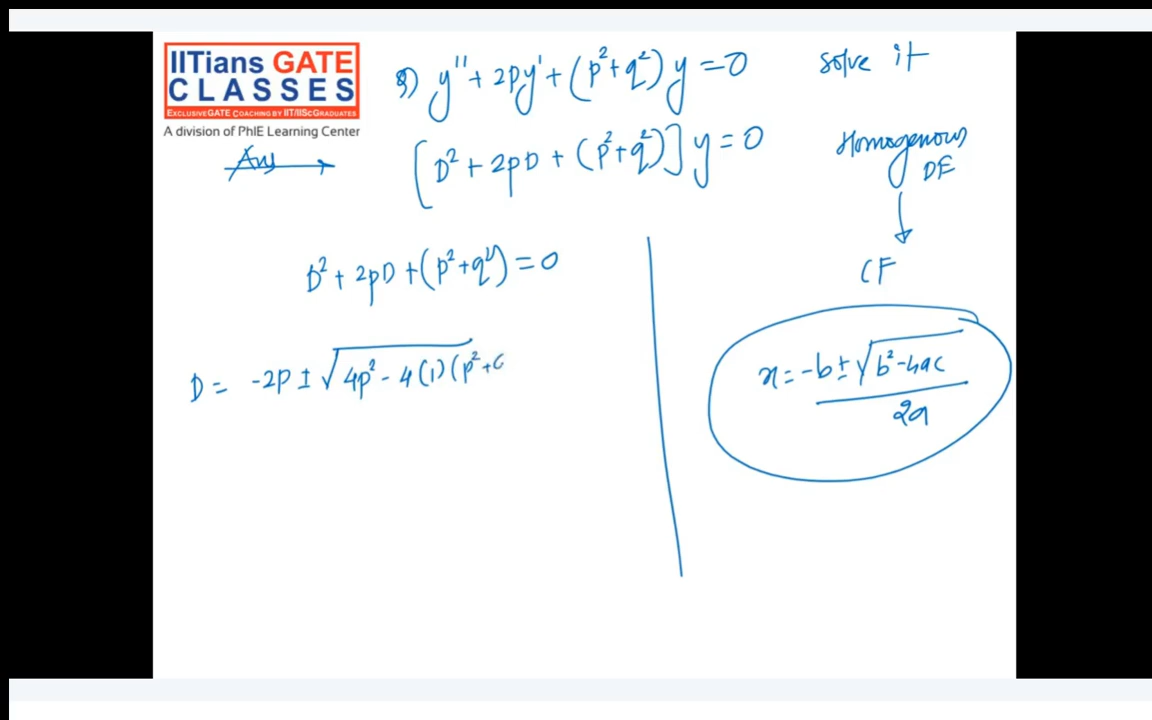 IITians GATE
CLASSES
EXCLUSIVE GATE COACHING BY IIT/IISc GRADUATES
A division of PhIE Learning Center
Q) y'' + 2py' + (p² + q²) y = 0 solve it
Ans → [D² + 2pD + (p² + q²)] y = 0
Homogenous
DE
↓
CF
D² + 2pD + (p² + q²) = 0
x = -b ± √b² - 4ac
2a
D = -2P ± √4p² - 4(1)(p² +